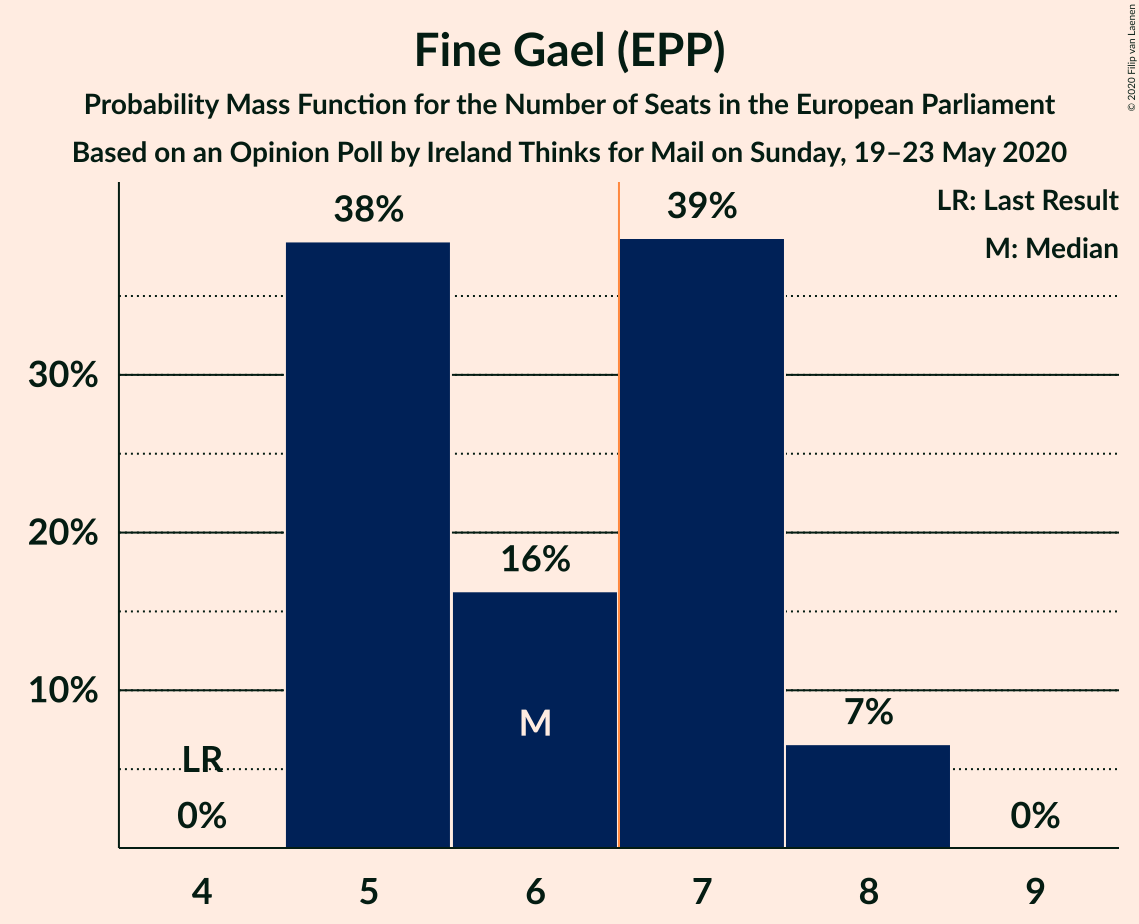 Fine Gael (EPP)
Probability Mass Function for the Number of Seats in the European Parliament
Based on an Opinion Poll by Ireland Thinks for Mail on Sunday, 19–23 May 2020
© 2020 Filip van Laenen
LR: Last Result
M: Median
38%
39%
30%
20%
16%
10%
7%
M
LR
0%
0%
4 5 6 7 8 9